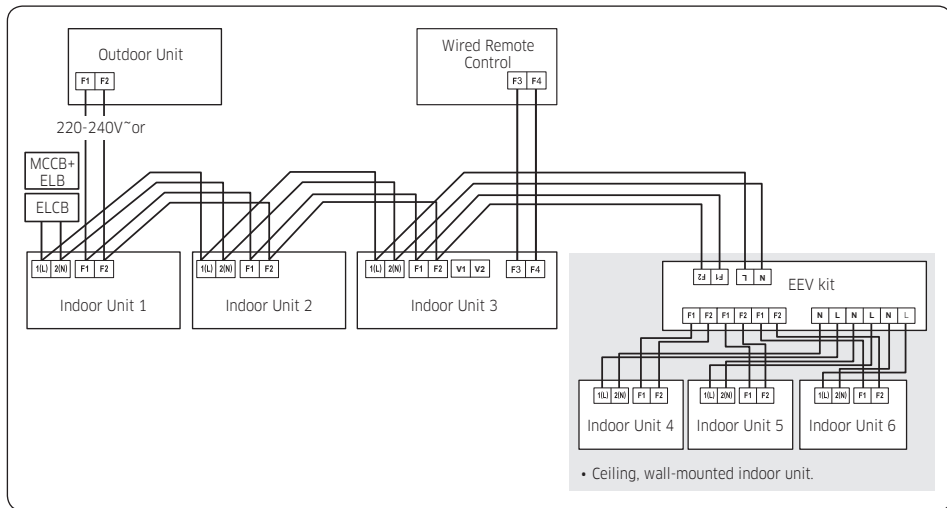 Outdoor Unit
F1 F2
Wired Remote
Control
F3 F4
220-240V~or
MCCB+
ELB
ELCB
1(L) 2(N) F1 F2
Indoor Unit 1
1(L) 2(N) F1 F2
Indoor Unit 2
1(L) 2(N) F1 F2 V1 V2 F3 F4
Indoor Unit 3
F2 F1 L N
EEV kit
F1 F2 F1 F2 F1 F2 N L N L N L
1(L) 2(N) F1 F2
Indoor Unit 4
1(L) 2(N) F1 F2
Indoor Unit 5
1(L) 2(N) F1 F2
Indoor Unit 6
• Ceiling, wall-mounted indoor unit.